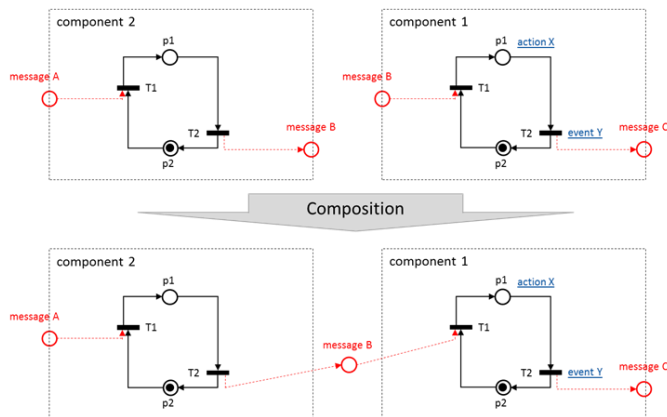 component 2
p1
message A
T1
T2
message B
p2
component 1
p1
action X
message B
T1
T2
event Y
message C
p2
Composition
component 2
p1
message A
T1
T2
p2
message B
component 1
p1
action X
T1
T2
event Y
message C
p2